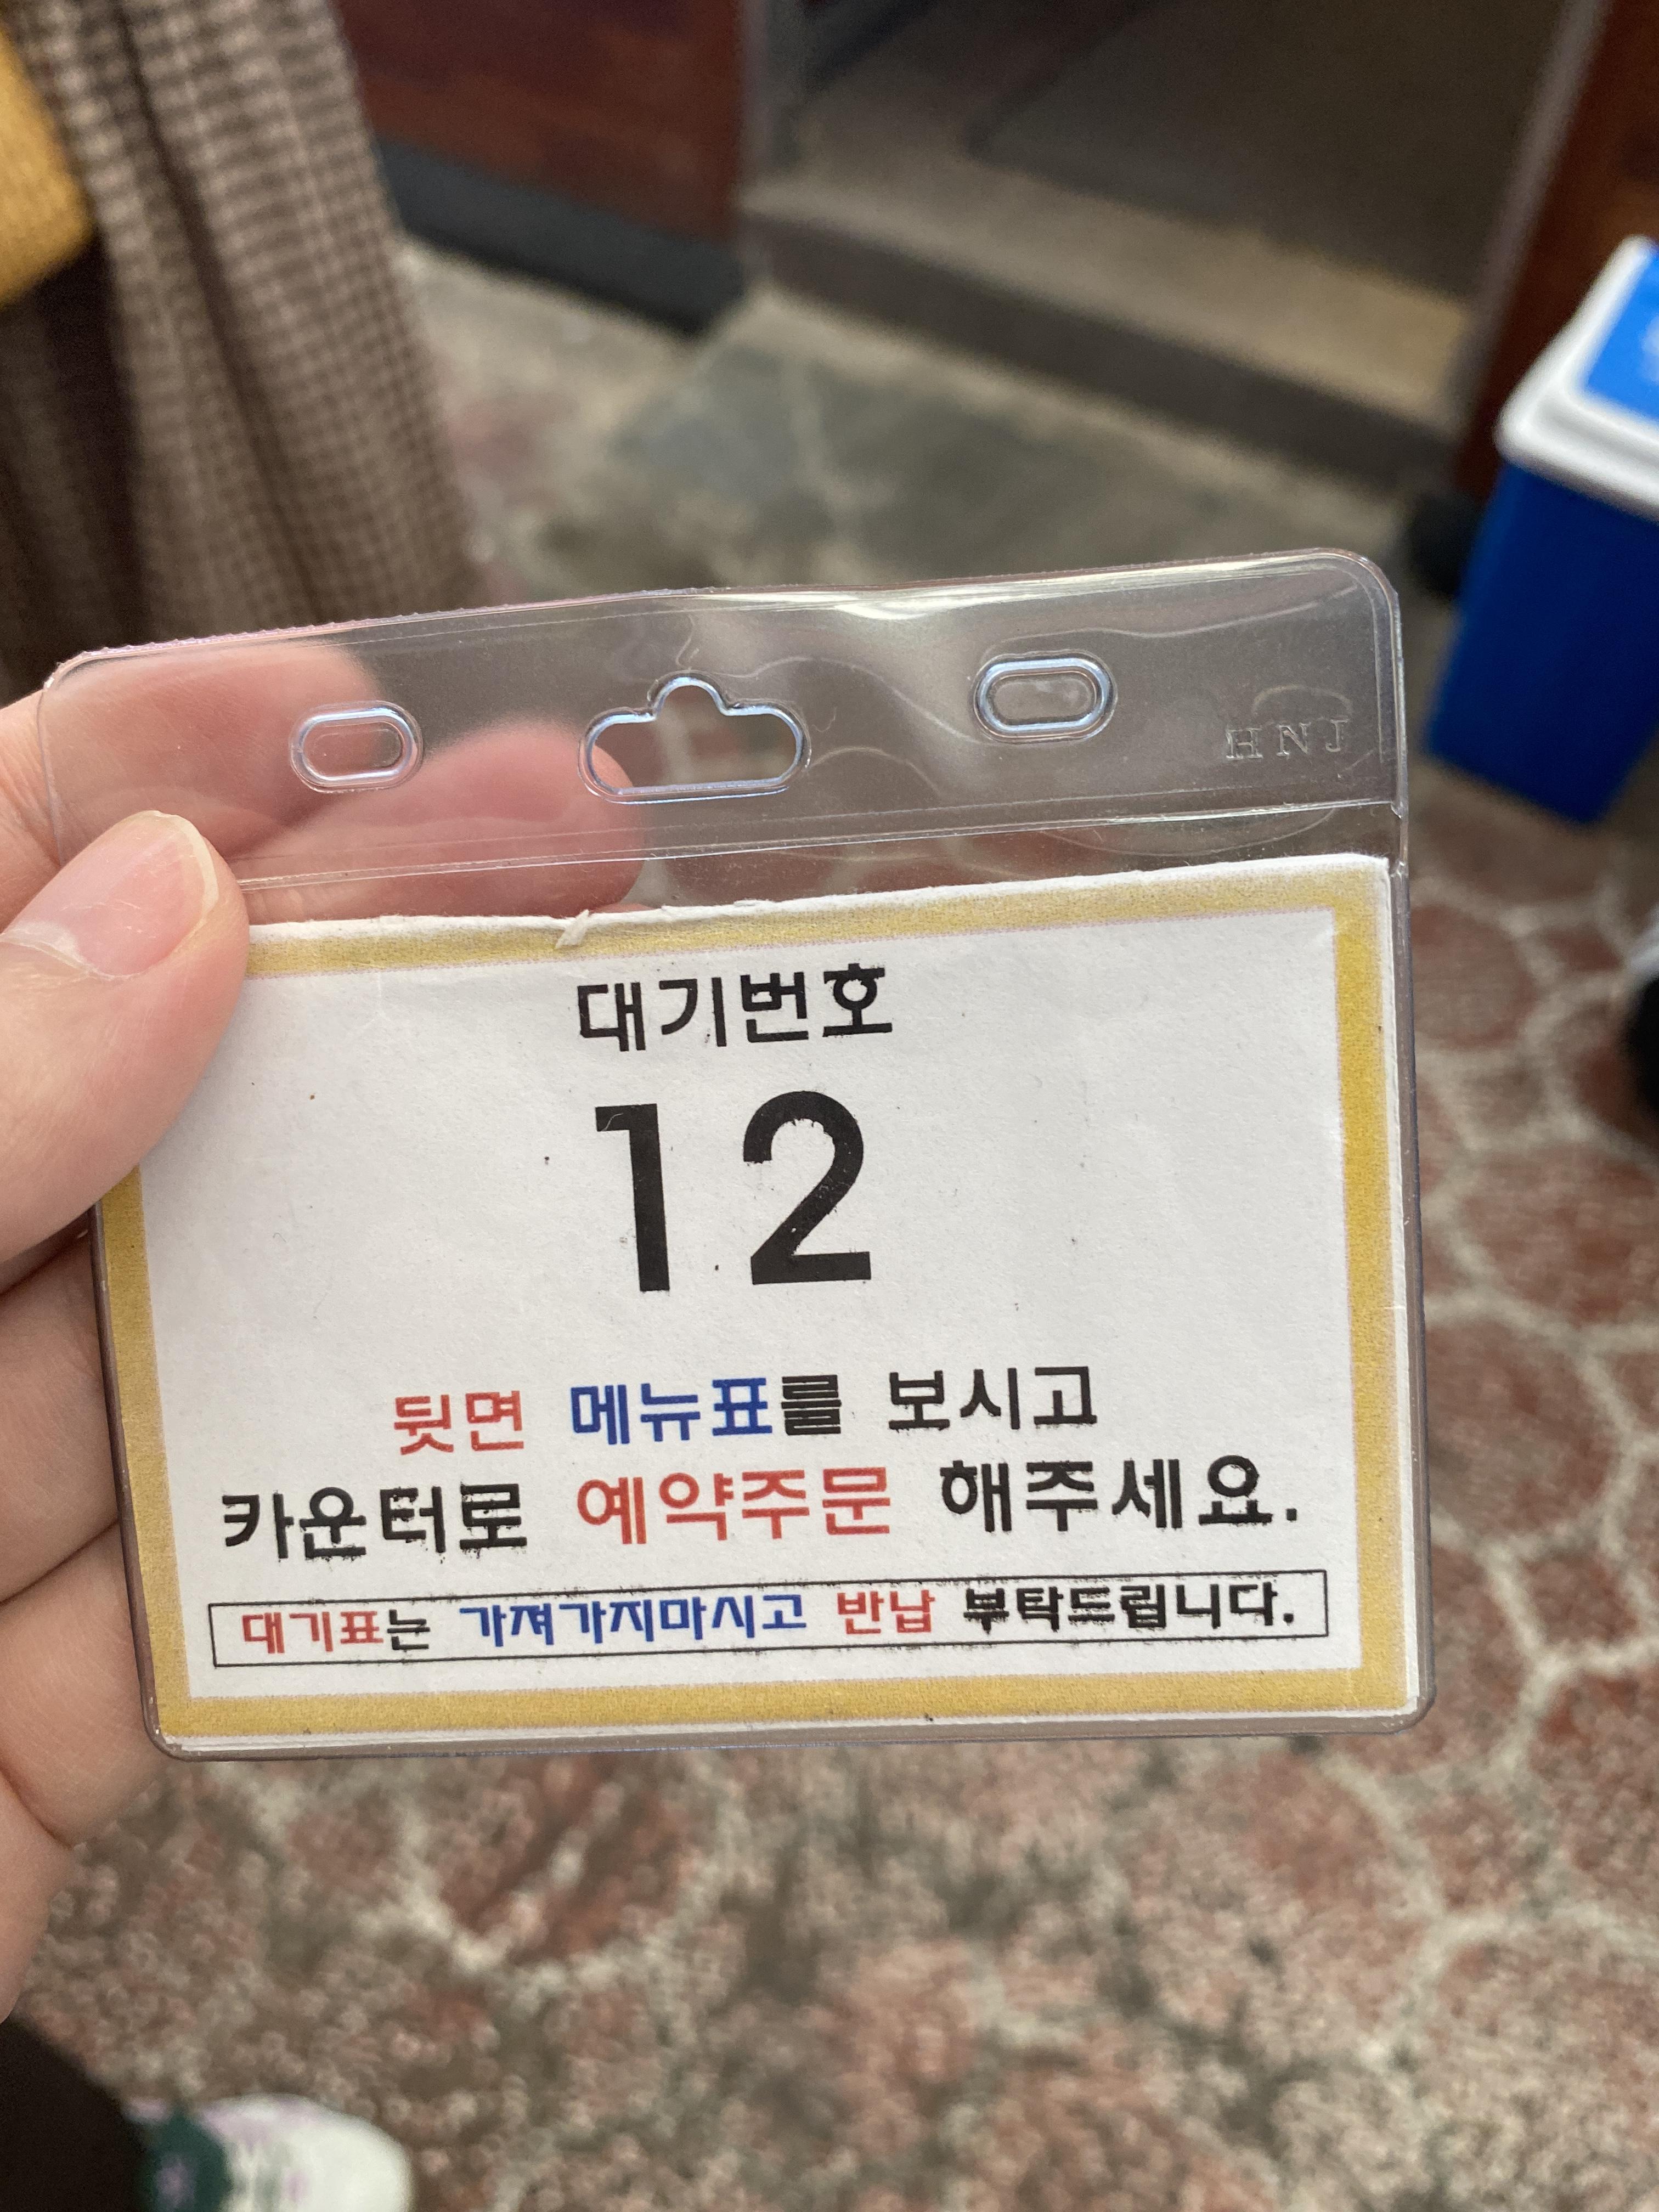 HNJ
대기번호
12
뒷면 메뉴표를 보시고
카운터로 예약주문 해주세요.
대기표는 가져가지마시고 반납 부탁드립니다.